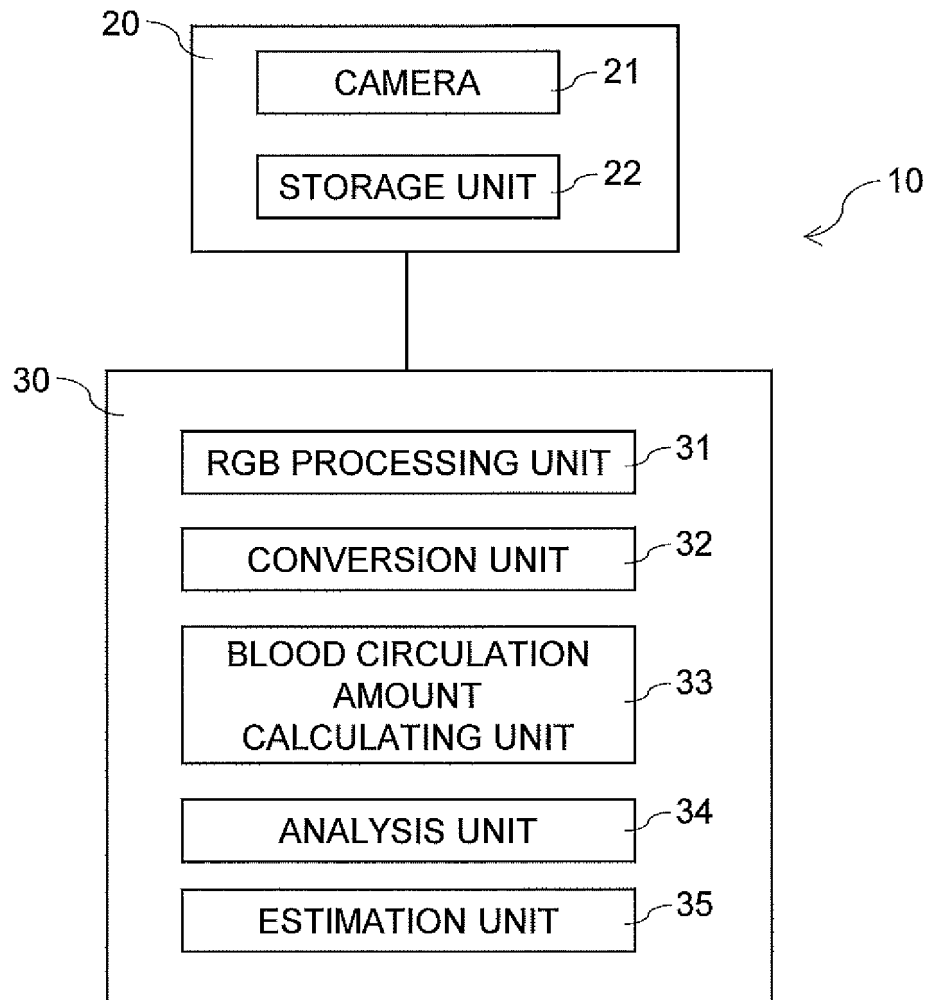 20
CAMERA
21
STORAGE UNIT
22
10
30
RGB PROCESSING UNIT
31
CONVERSION UNIT
32
BLOOD CIRCULATION
AMOUNT
CALCULATING UNIT
33
ANALYSIS UNIT
34
ESTIMATION UNIT
35